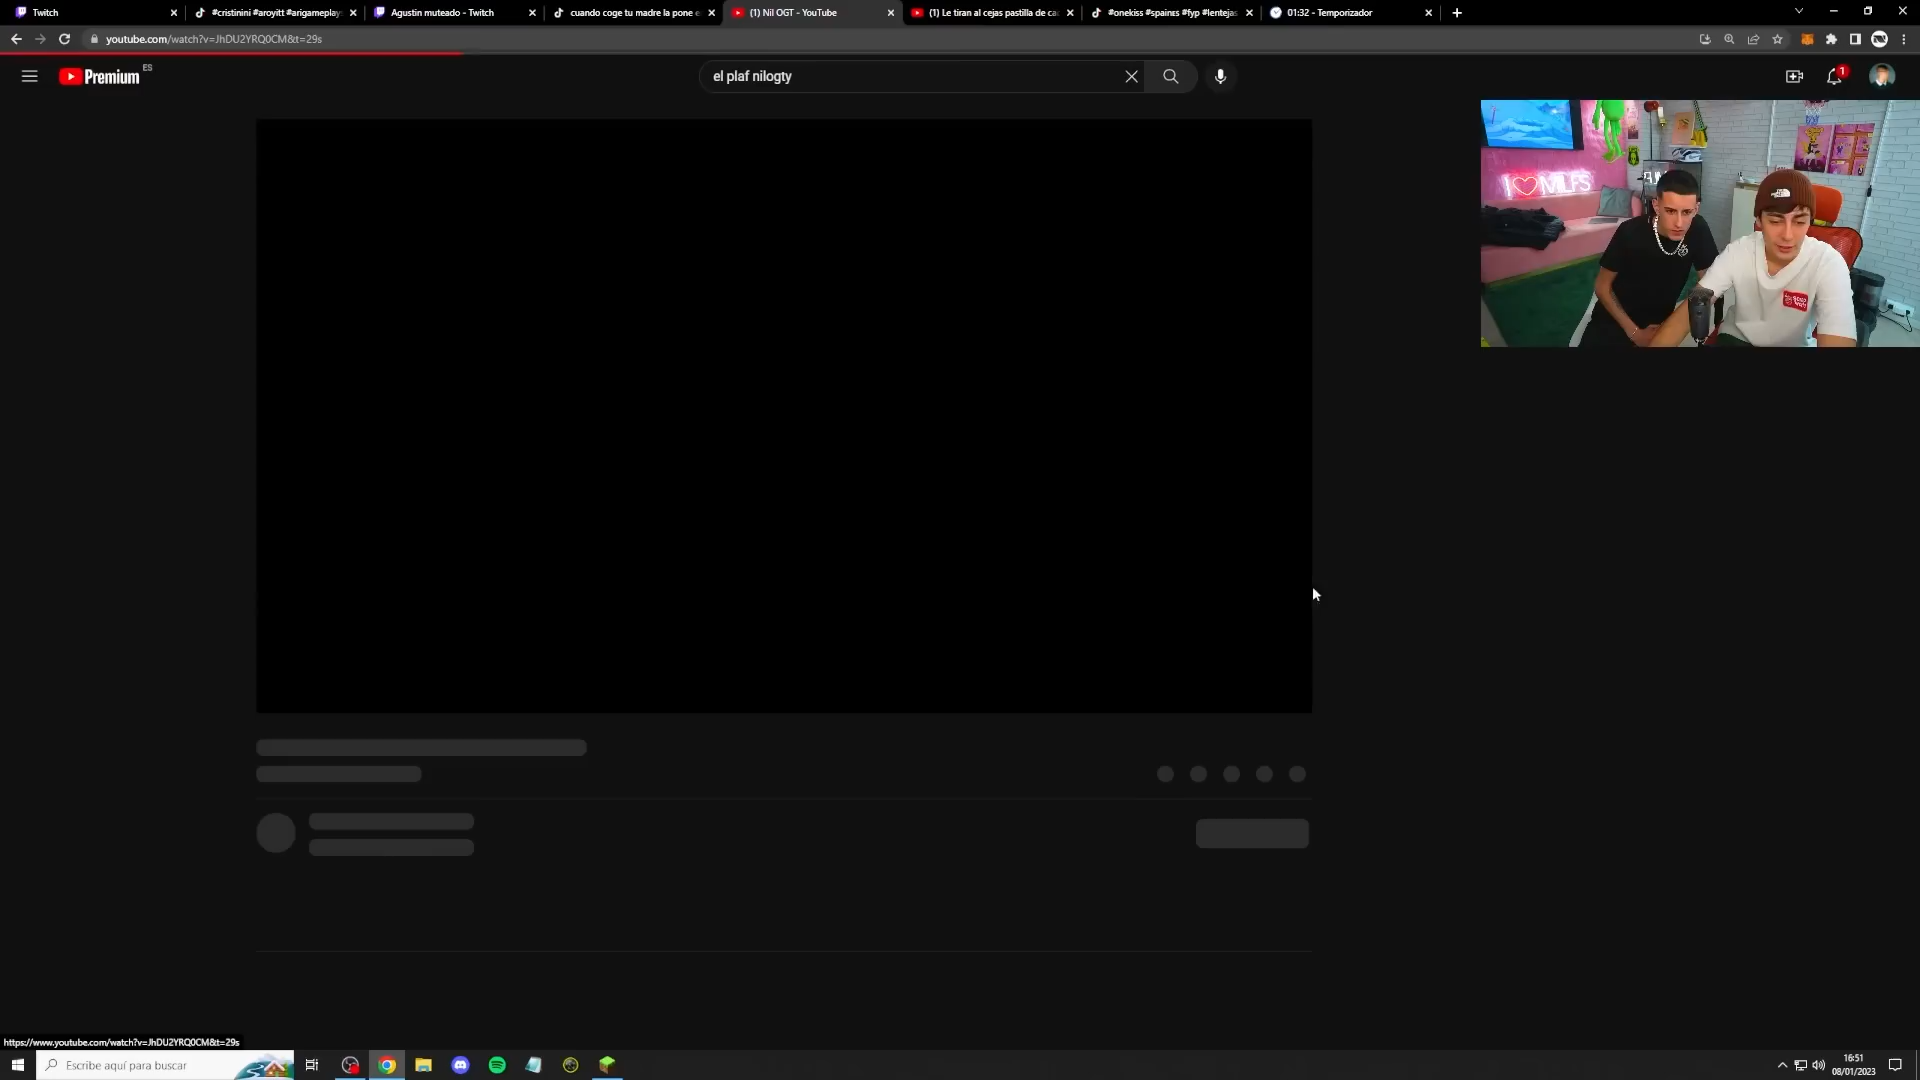 Twitch
#cristinini #aroyitt #arigameplays
Agustin muteado - Twitch
cuando coge tu madre la pone e
(1) Nil OGT - YouTube
(1) Le tiran al cejas pastilla de ca
#onekiss #spain #fyp #lentejas
01:32 - Temporizador
youtube.com/watch?v=JhDU2YRQ0CM&t=29s
Premium ES
el plaf nilogty
1
I MILFS
https://www.youtube.com/watch?v=JhDU2YRQ0CM&t=29s
Escribe aquí para buscar
16:51
08/01/2023